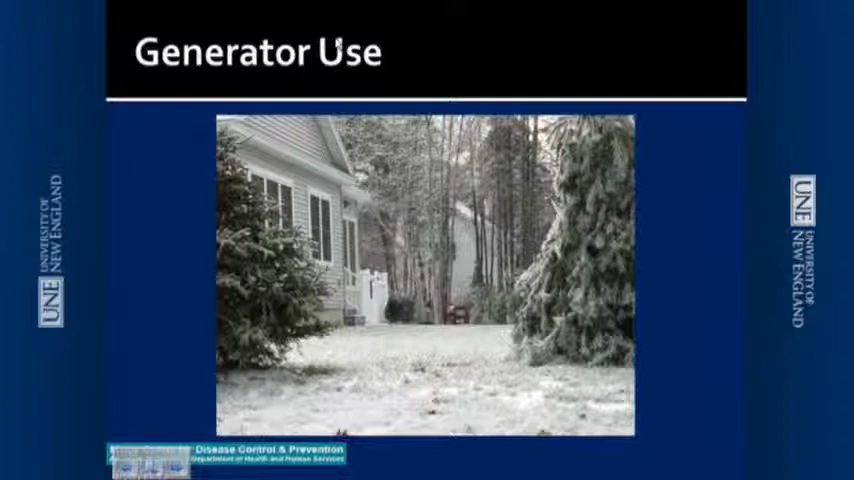 Generator Use
UNE
UNIVERSITY OF
NEW ENGLAND
UNE
UNIVERSITY OF
NEW ENGLAND
Disease Control & Prevention
Department of Health and Human Services